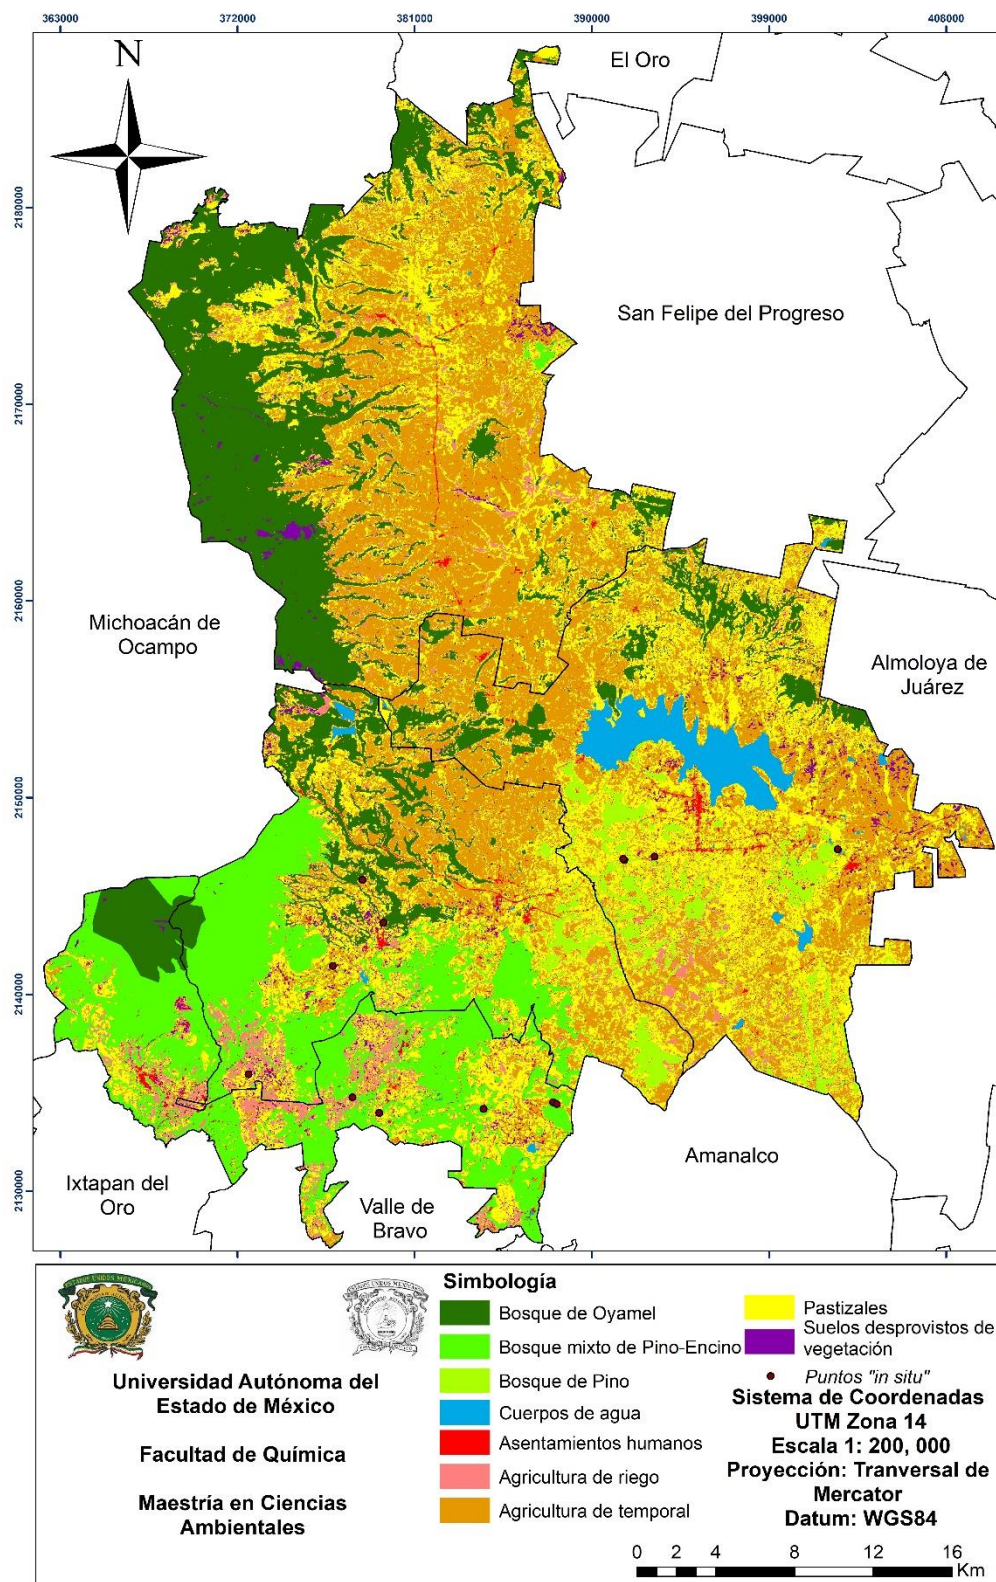 363000 372000 381000 390000 399000 408000
N
El Oro
2180000
San Felipe del Progreso
2170000
2160000
Michoacán de
Ocampo
Almoloya de
Juárez
2150000
2140000
Amanalco
Ixtapan del
Oro
2130000
Valle de
Bravo
Simbología
Bosque de Oyamel
Bosque mixto de Pino-Encino
Bosque de Pino
Cuerpos de agua
Asentamientos humanos
Agricultura de riego
Agricultura de temporal
Pastizales
Suelos desprovistos de
vegetación
Puntos "in situ"
Universidad Autónoma del
Estado de México
Facultad de Química
Maestría en Ciencias
Ambientales
Sistema de Coordenadas
UTM Zona 14
Escala 1: 200, 000
Proyección: Tranversal de
Mercator
Datum: WGS84
0 2 4 8 12 16
Km